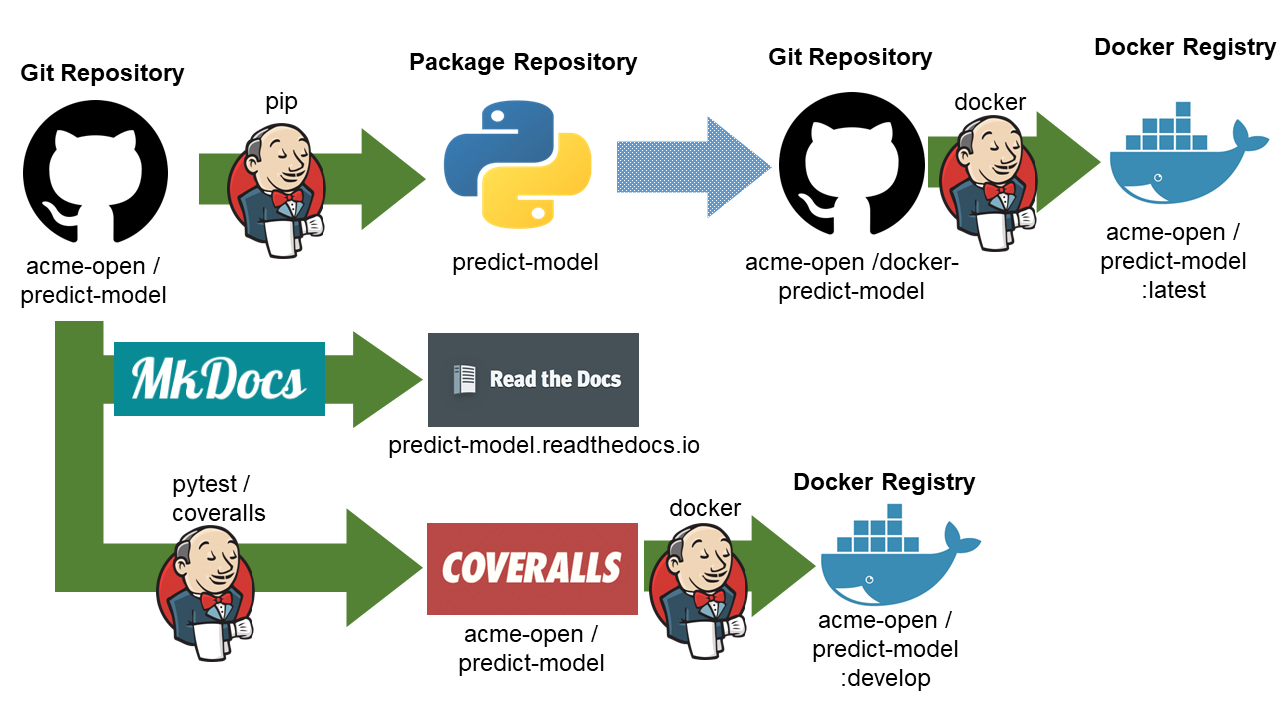 Git Repository
Package Repository
Git Repository
Docker Registry
pip
docker
acme-open /
predict-model
predict-model
acme-open /docker-
predict-model
acme-open /
predict-model
:latest
MkDocs
Read the Docs
predict-model.readthedocs.io
pytest /
coveralls
COVERALLS
acme-open /
predict-model
docker
Docker Registry
acme-open /
predict-model
:develop